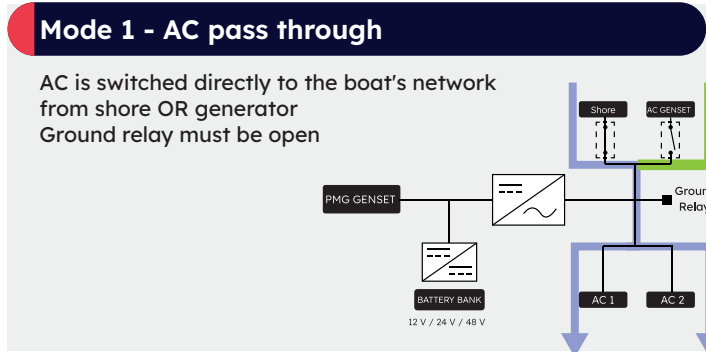 Mode 1 - AC pass through
AC is switched directly to the boat's network
from shore OR generator
Ground relay must be open
Shore
AC GENSET
PMG GENSET
Relay
BATTERY BANK
AC 1
AC 2
12 V / 24 V / 48 V